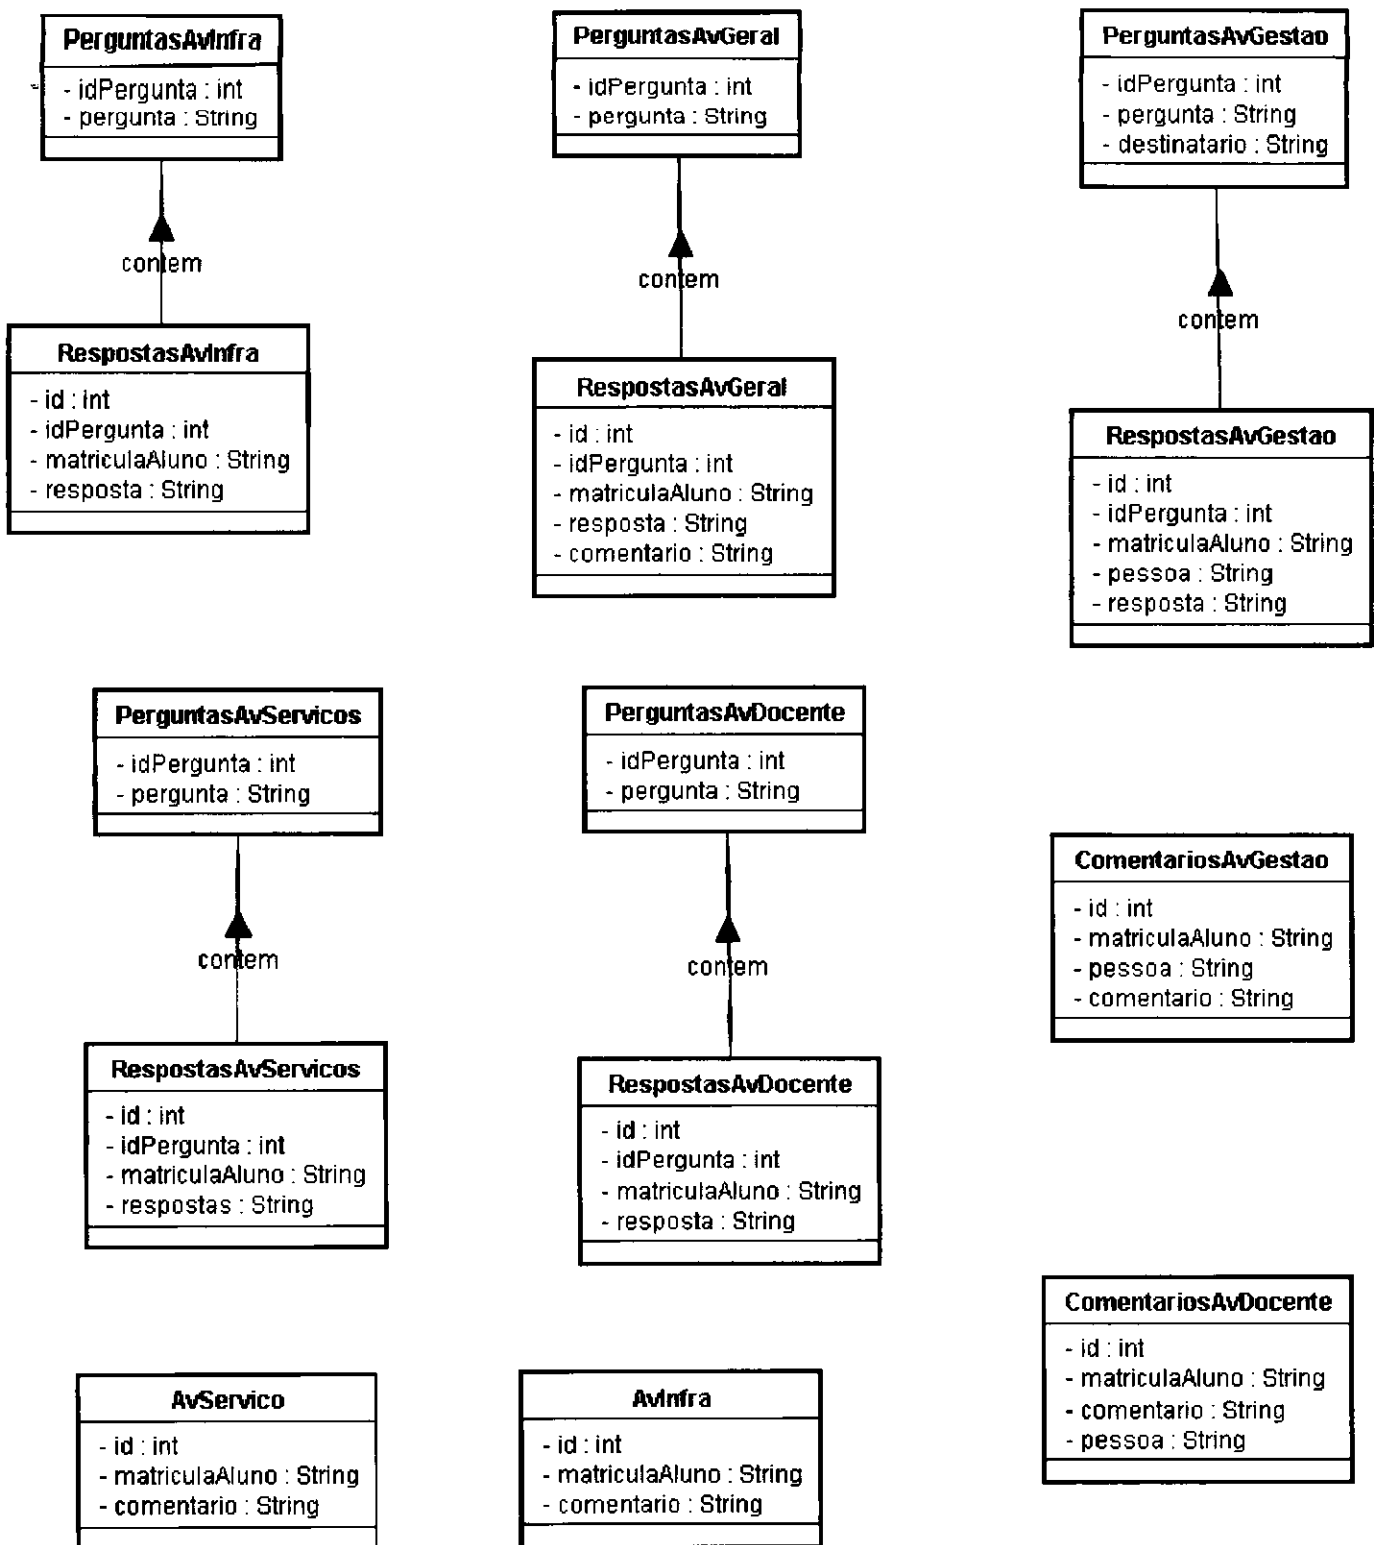 PerguntasAvInfra
- idPergunta : int
- pergunta : String
contem
RespostasAvInfra
- id : int
- idPergunta : int
- matriculaAluno : String
- resposta : String
PerguntasAvGeral
- idPergunta : int
- pergunta : String
contem
RespostasAvGeral
- id : int
- idPergunta : int
- matriculaAluno : String
- resposta : String
- comentario : String
PerguntasAvGestao
- idPergunta : int
- pergunta : String
- destinatario : String
contem
RespostasAvGestao
- id : int
- idPergunta : int
- matriculaAluno : String
- pessoa : String
- resposta : String
PerguntasAvServicos
- idPergunta : int
- pergunta : String
contem
RespostasAvServicos
- id : int
- idPergunta : int
- matriculaAluno : String
- respostas : String
PerguntasAvDocente
- idPergunta : int
- pergunta : String
contem
RespostasAvDocente
- id : int
- idPergunta : int
- matriculaAluno : String
- resposta : String
ComentariosAvGestao
- id : int
- matriculaAluno : String
- pessoa : String
- comentario : String
ComentariosAvDocente
- id : int
- matriculaAluno : String
- comentario : String
- pessoa : String
AvServico
- id : int
- matriculaAluno : String
- comentario : String
AvInfra
- id : int
- matriculaAluno : String
- comentario : String